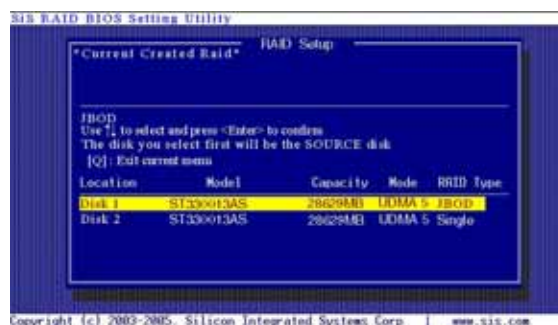 SiS RAID BIOS Setting Utility
RAID Setup
*Current Created Raid*
JBOD
Use ↑↓ to select and press <Enter> to confirm
The disk you select first will be the SOURCE disk
[Q] : Exit current menu
Location Model Capacity Mode RAID Type
Disk 1 ST330013AS 28629MB UDMA 5 JBOD
Disk 2 ST330013AS 28629MB UDMA 5 Single
Copyright (c) 2003-2005. Silicon Integrated Systems Corp | www.sis.com